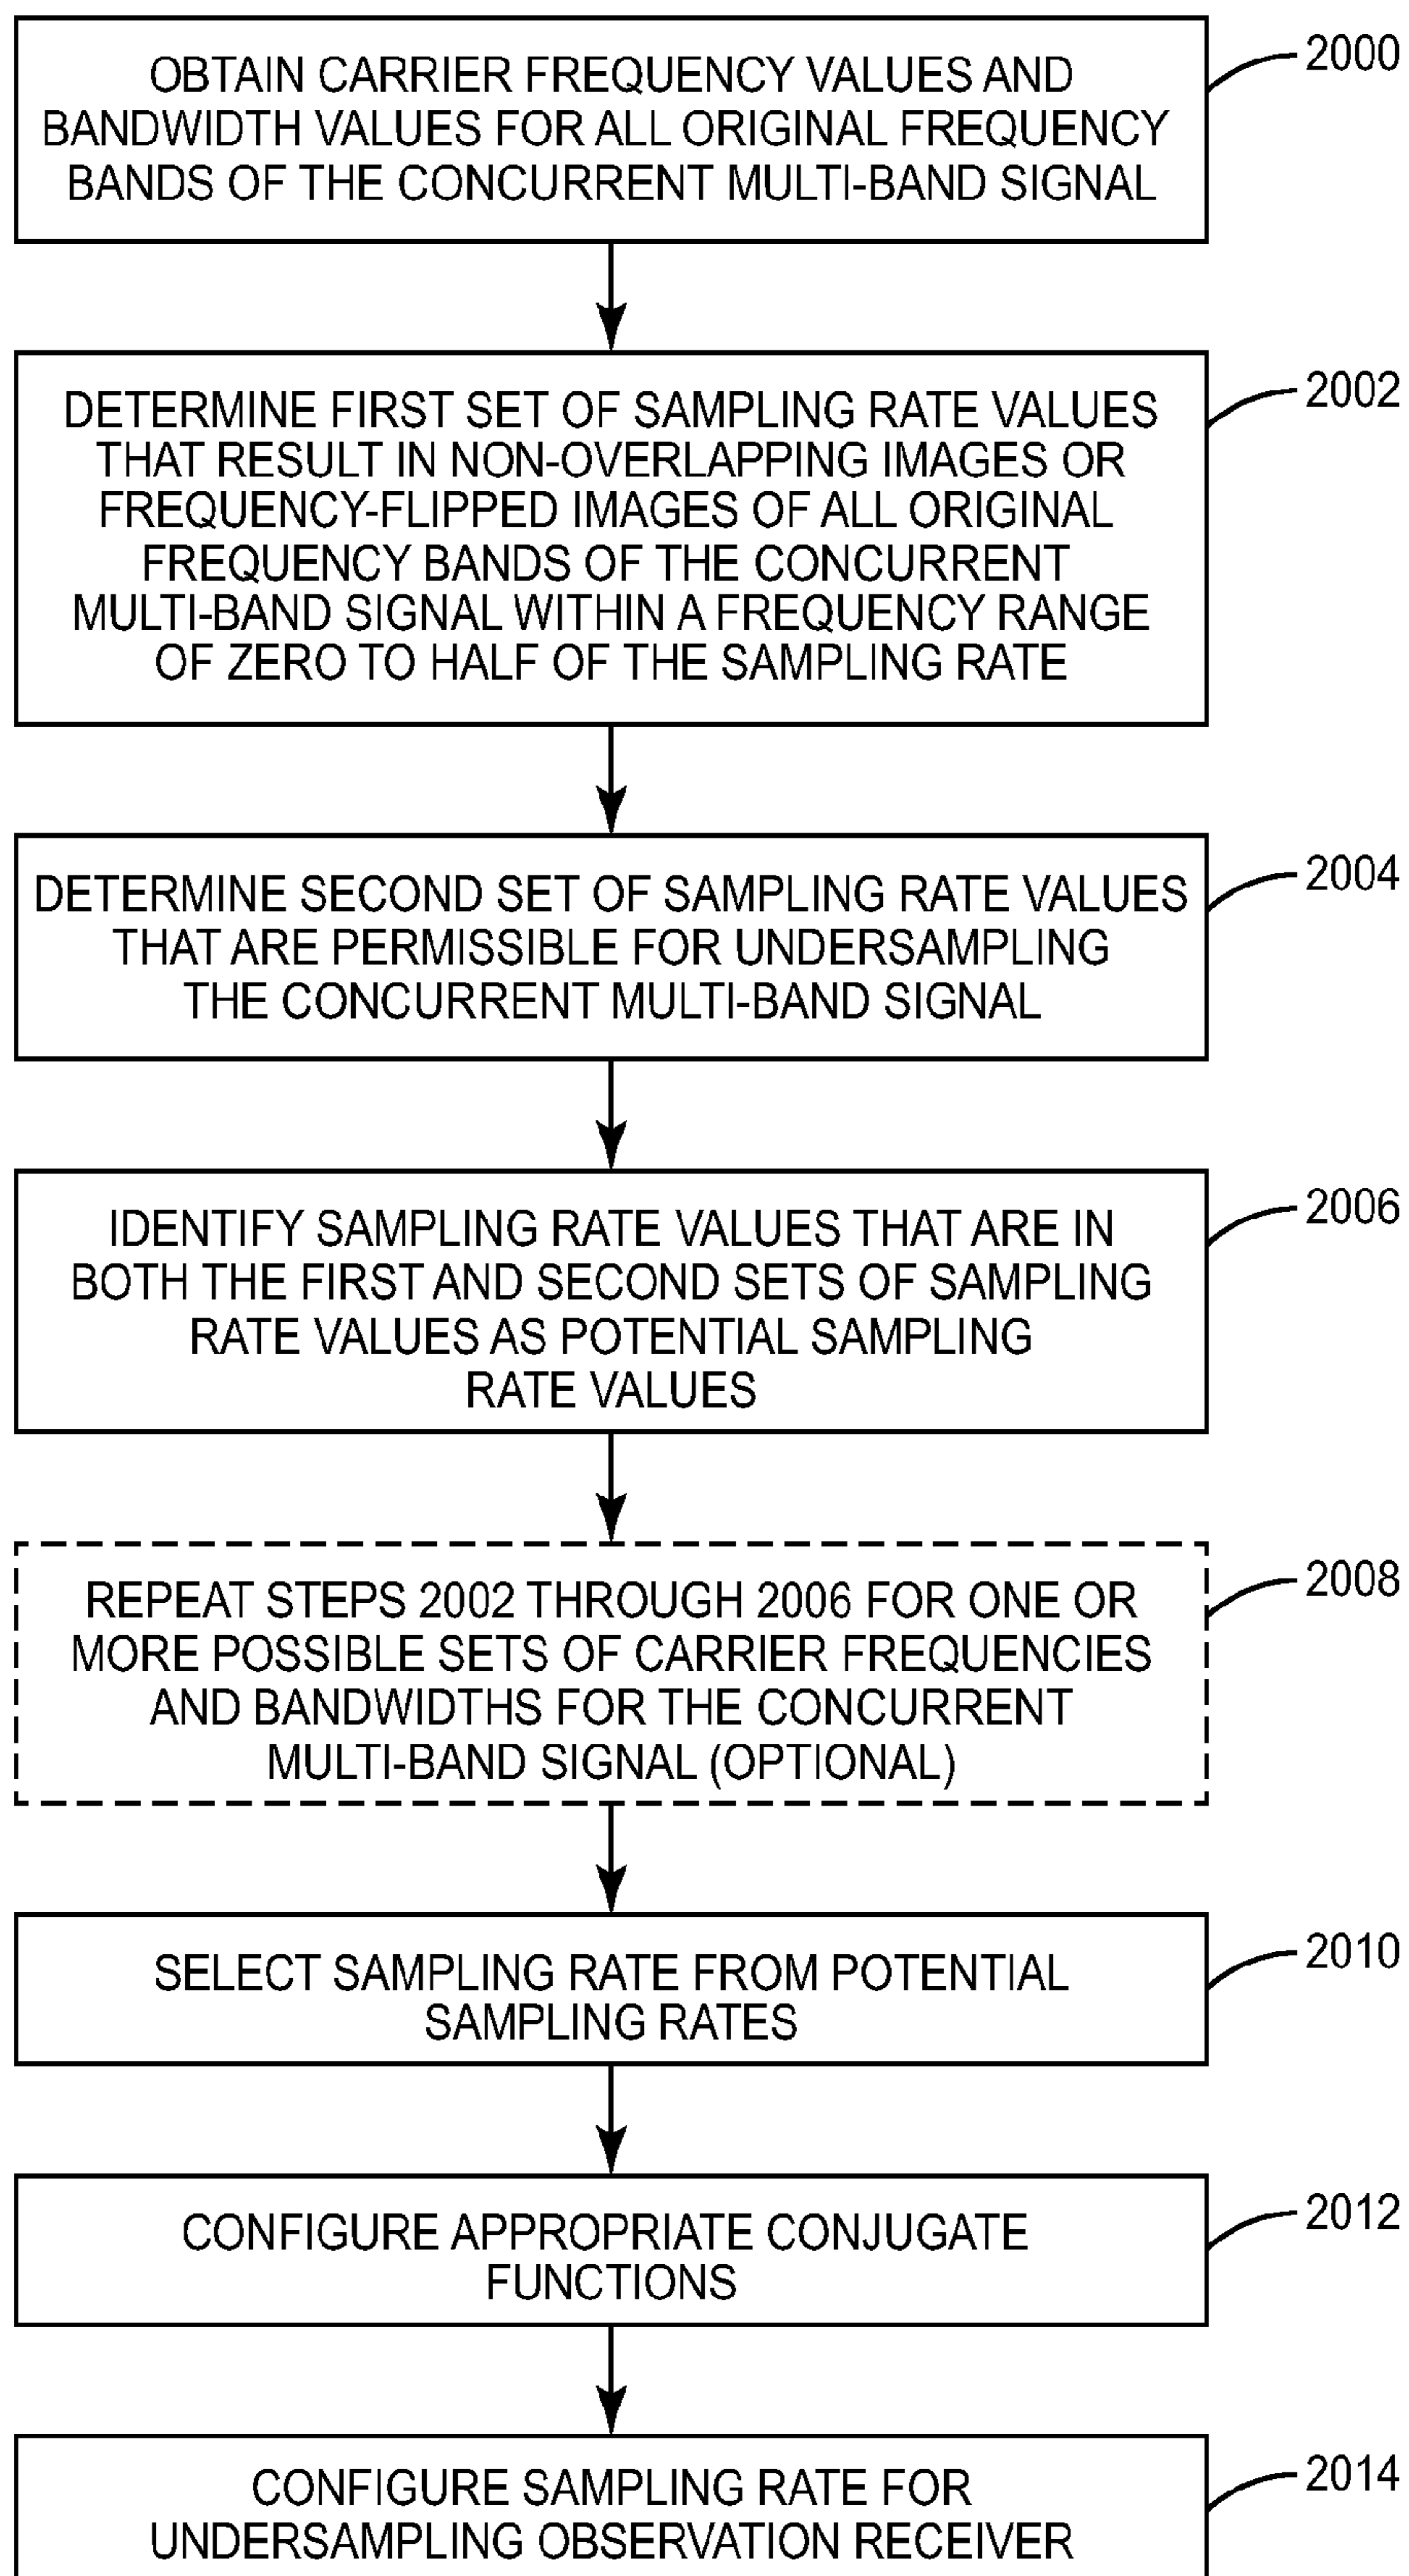 OBTAIN CARRIER FREQUENCY VALUES AND
BANDWIDTH VALUES FOR ALL ORIGINAL FREQUENCY
BANDS OF THE CONCURRENT MULTI-BAND SIGNAL
2000
DETERMINE FIRST SET OF SAMPLING RATE VALUES
THAT RESULT IN NON-OVERLAPPING IMAGES OR
FREQUENCY-FLIPPED IMAGES OF ALL ORIGINAL
FREQUENCY BANDS OF THE CONCURRENT
MULTI-BAND SIGNAL WITHIN A FREQUENCY RANGE
OF ZERO TO HALF OF THE SAMPLING RATE
2002
DETERMINE SECOND SET OF SAMPLING RATE VALUES
THAT ARE PERMISSIBLE FOR UNDERSAMPLING
THE CONCURRENT MULTI-BAND SIGNAL
2004
IDENTIFY SAMPLING RATE VALUES THAT ARE IN
BOTH THE FIRST AND SECOND SETS OF SAMPLING
RATE VALUES AS POTENTIAL SAMPLING
RATE VALUES
2006
REPEAT STEPS 2002 THROUGH 2006 FOR ONE OR
MORE POSSIBLE SETS OF CARRIER FREQUENCIES
AND BANDWIDTHS FOR THE CONCURRENT
MULTI-BAND SIGNAL (OPTIONAL)
2008
SELECT SAMPLING RATE FROM POTENTIAL
SAMPLING RATES
2010
CONFIGURE APPROPRIATE CONJUGATE
FUNCTIONS
2012
CONFIGURE SAMPLING RATE FOR
UNDERSAMPLING OBSERVATION RECEIVER
2014